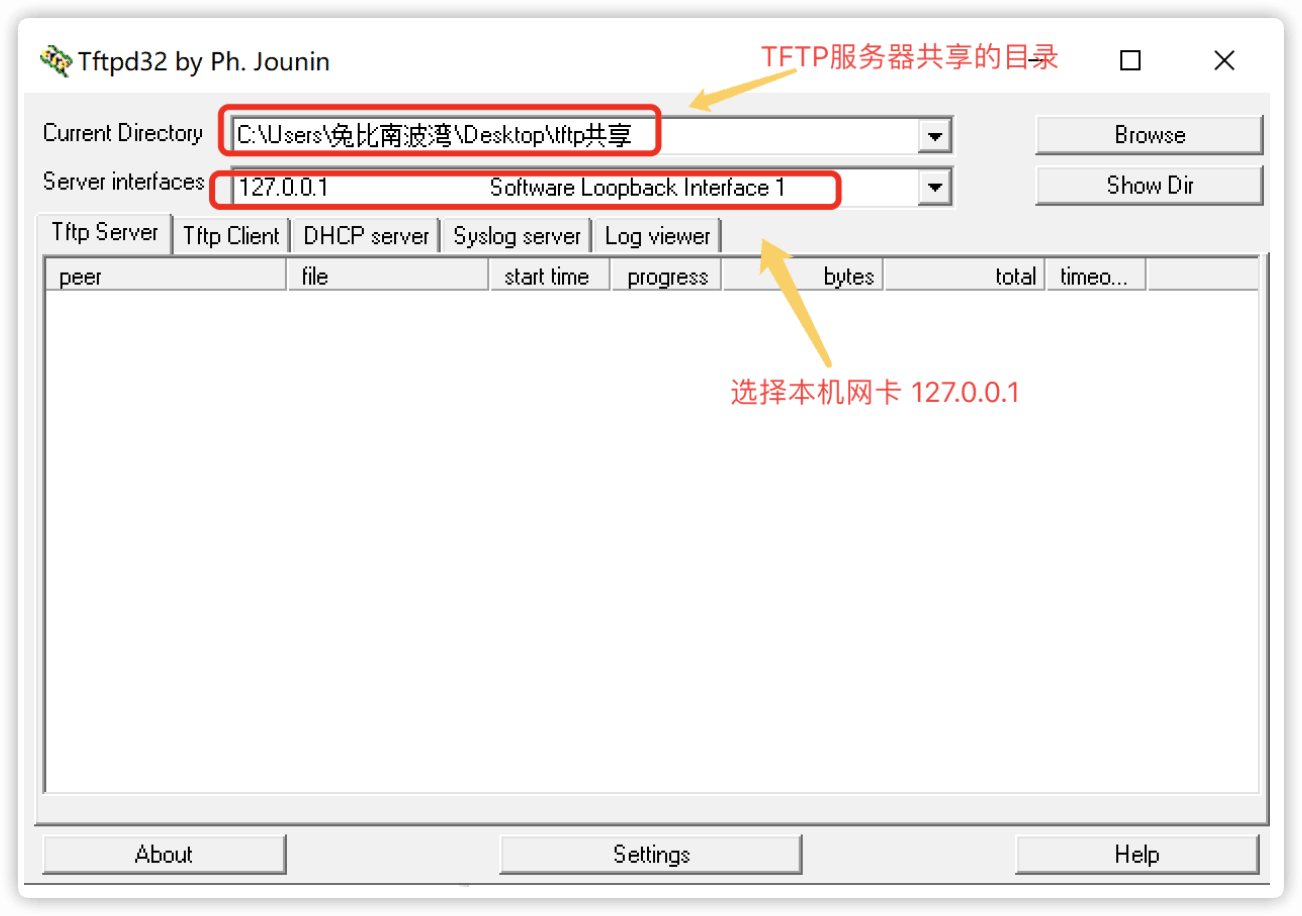 Tftpd32 by Ph. Jounin
TFTP服务器共享的目录
Current Directory
C:\Users\兔比南波湾\Desktop\tftp共享
Browse
Server interfaces
127.0.0.1 Software Loopback Interface 1
Show Dir
Tftp Server Tftp Client DHCP server Syslog server Log viewer
peer file start time progress bytes total timeo...
选择本机网卡 127.0.0.1
About Settings Help